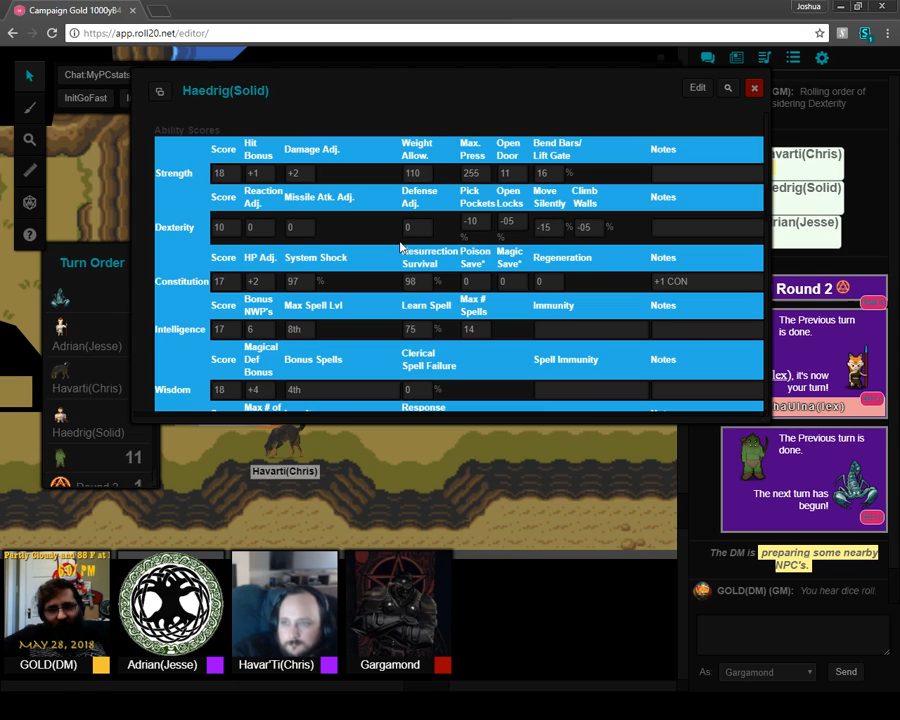 Campaign Gold 1000yB4
Joshua
https://app.roll20.net/editor/
Chat:MyPCstats
InitGoFast
Haedrig(Solid)
Edit
Ability Scores
Score Hit Bonus Damage Adj. Weight Allow. Max. Press Open Door Bend Bars/ Lift Gate Notes
Strength 18 +1 +2 110 255 11 16 %
Reaction Adj. Missile Atk. Adj. Defense Adj. Pick Pockets Open Locks Move Silently Climb Walls
Score Notes
Dexterity 10 0 0 0 -10 % -05 % -15 % -05 %
Score HP Adj. System Shock Resurrection Survival Poison Save* Magic Save* Regeneration Notes
Constitution 17 +2 97 % 98 0 0 0 +1 CON
Score Bonus NWP's Max Spell Lvl Learn Spell Max # Spells Immunity Notes
Intelligence 17 6 8th 75 % 14
Score Magical Def Bonus Bonus Spells Clerical Spell Failure Spell Immunity Notes
Wisdom 18 +4 4th 0 %
Max # of
Response
Turn Order
Adrian(Jesse)
Havarti(Chris)
Haedrig(Solid)
11
Round 2 1
Havarti(Chris)
(GM): Rolling order of
sidering Dexterity
avarti(Chris)
edrig(Solid)
rian(Jesse)
Round 2
The Previous turn
is done.
lex), it's now
your turn!
haUlna(lex)
The Previous turn is
done.
The next turn has
begun!
The DM is preparing some nearby
NPC's.
GOLD(DM) (GM): You hear dice roll.
As: Gargamond Send
Partly Cloudy and 88 F at
MAY 28, 2018
GOLD(DM)
Adrian(Jesse)
Havar'Ti(Chris)
Gargamond